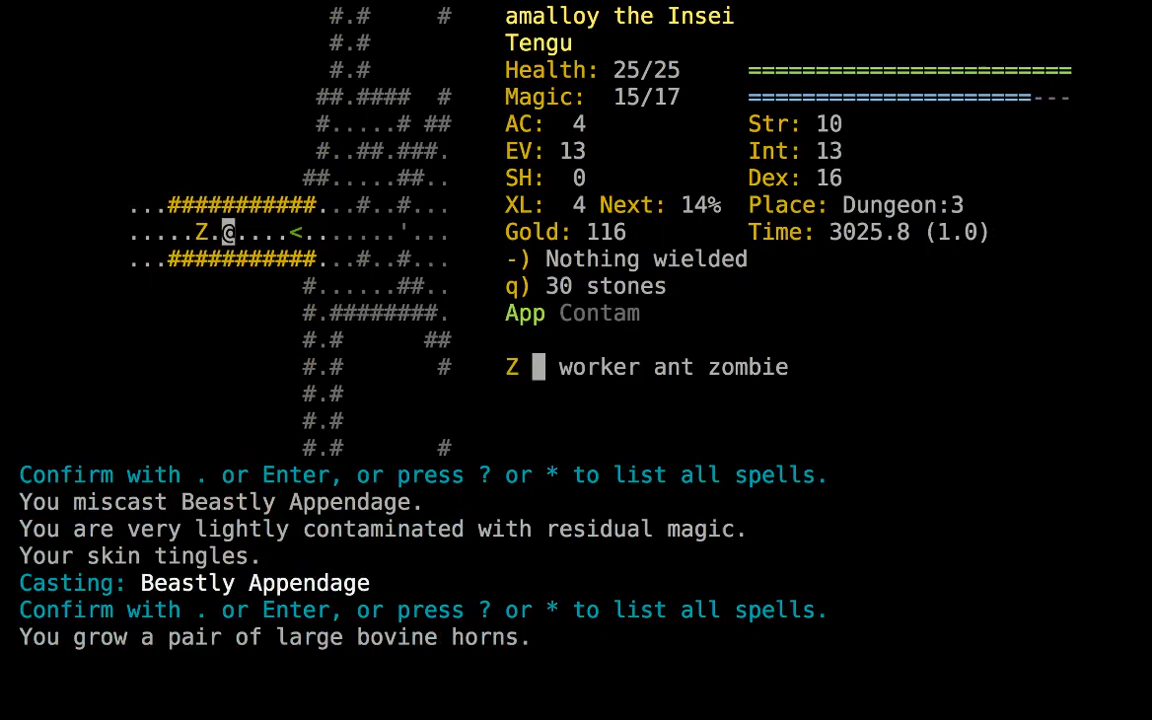 #.#     #
#.#
#.#
##.####  #
#.....# ##
#..##.###.
##.....##..
...###########...#..#...
.....Z.@....<.......'...
...###########...#..#...
#......##..
#.########.
#.#      ##
#.#       #
#.#
#.#
#.#       #
amalloy the Insei
Tengu
Health: 25/25 ========================
Magic:  15/17 =====================---
AC:  4 Str: 10
EV: 13 Int: 13
SH:  0 Dex: 16
XL:  4 Next: 14% Place: Dungeon:3
Gold: 116 Time: 3025.8 (1.0)
-) Nothing wielded
q) 30 stones
App Contam
Z worker ant zombie
Confirm with . or Enter, or press ? or * to list all spells.
You miscast Beastly Appendage.
You are very lightly contaminated with residual magic.
Your skin tingles.
Casting: Beastly Appendage
Confirm with . or Enter, or press ? or * to list all spells.
You grow a pair of large bovine horns.